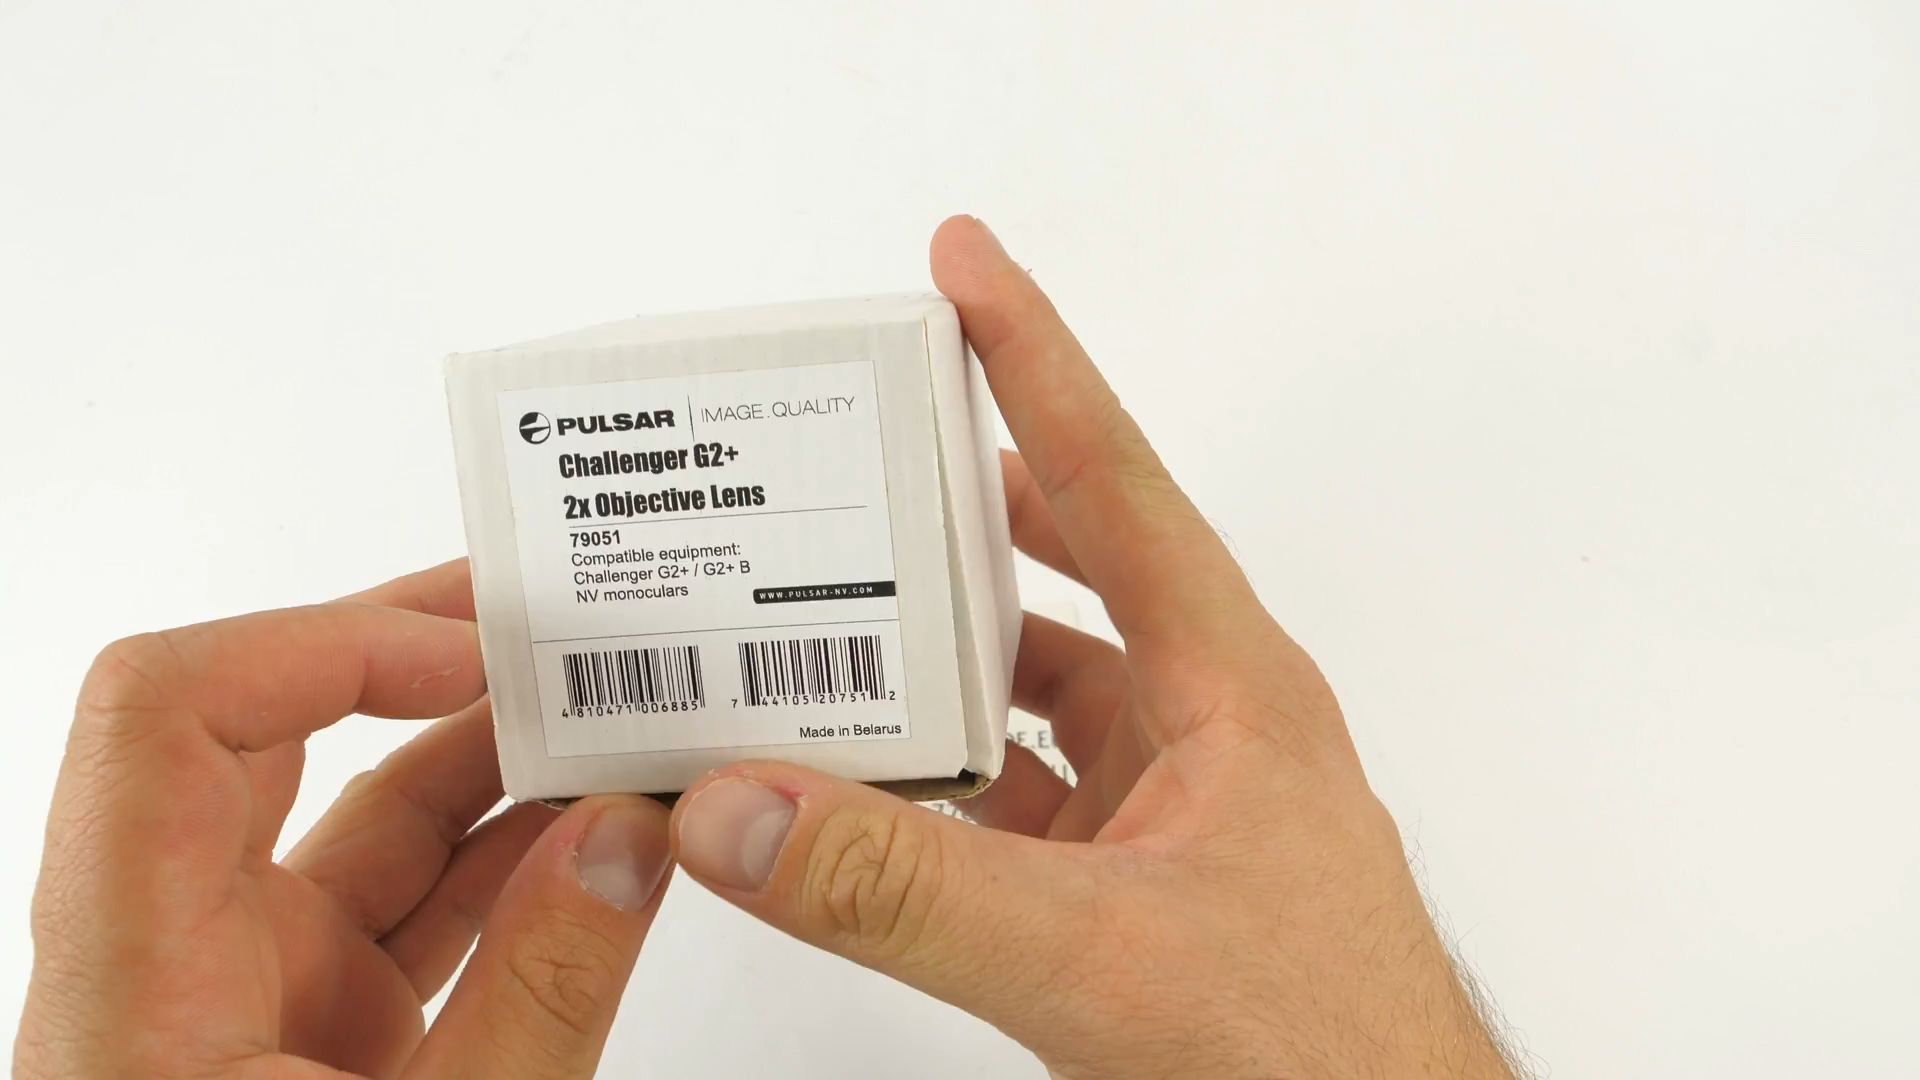 PULSAR | IMAGE.QUALITY
Challenger G2+
2x Objective Lens
79051
Compatible equipment:
Challenger G2+ / G2+ B
NV monoculars
WWW.PULSAR-NV.COM
4 810471 006885
7 44105 20751 2
Made in Belarus